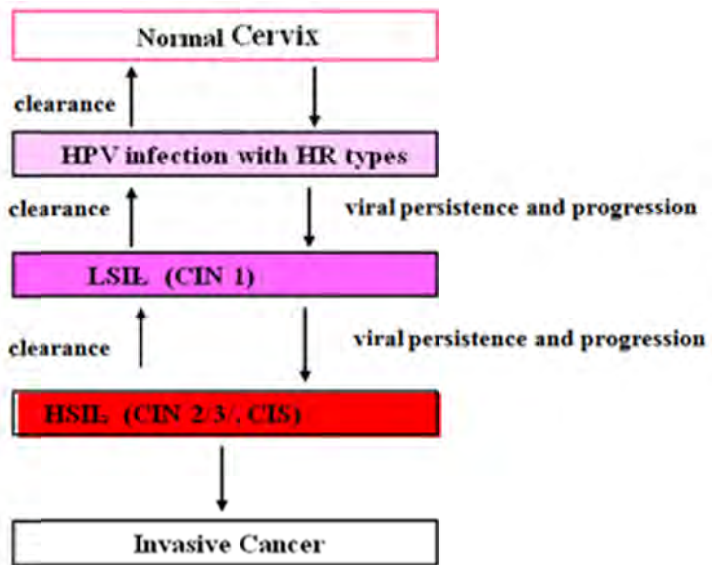 Normal Cervix
clearance
HPV infection with HR types
clearance
viral persistence and progression
LSIL (CIN 1)
clearance
viral persistence and progression
HSIL (CIN 2/3/, CIS)
Invasive Cancer